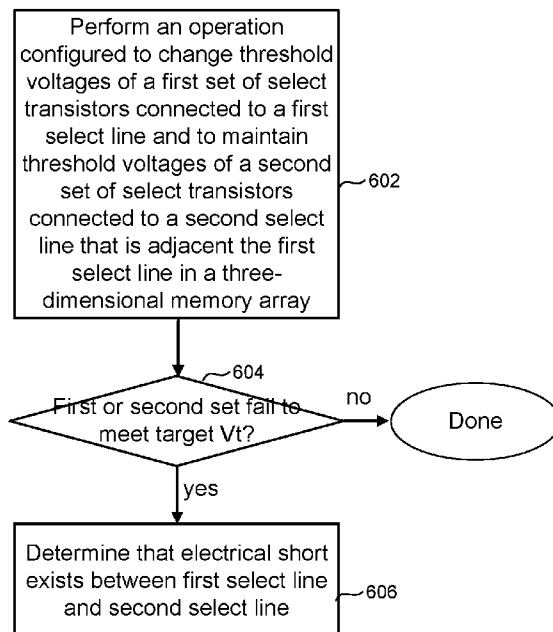 Perform an operation
configured to change threshold
voltages of a first set of select
transistors connected to a first
select line and to maintain
threshold voltages of a second
set of select transistors
connected to a second select
line that is adjacent the first
select line in a three-
dimensional memory array
602
604
First or second set fail to
meet target Vt?
no
Done
yes
Determine that electrical short
exists between first select line
and second select line
606